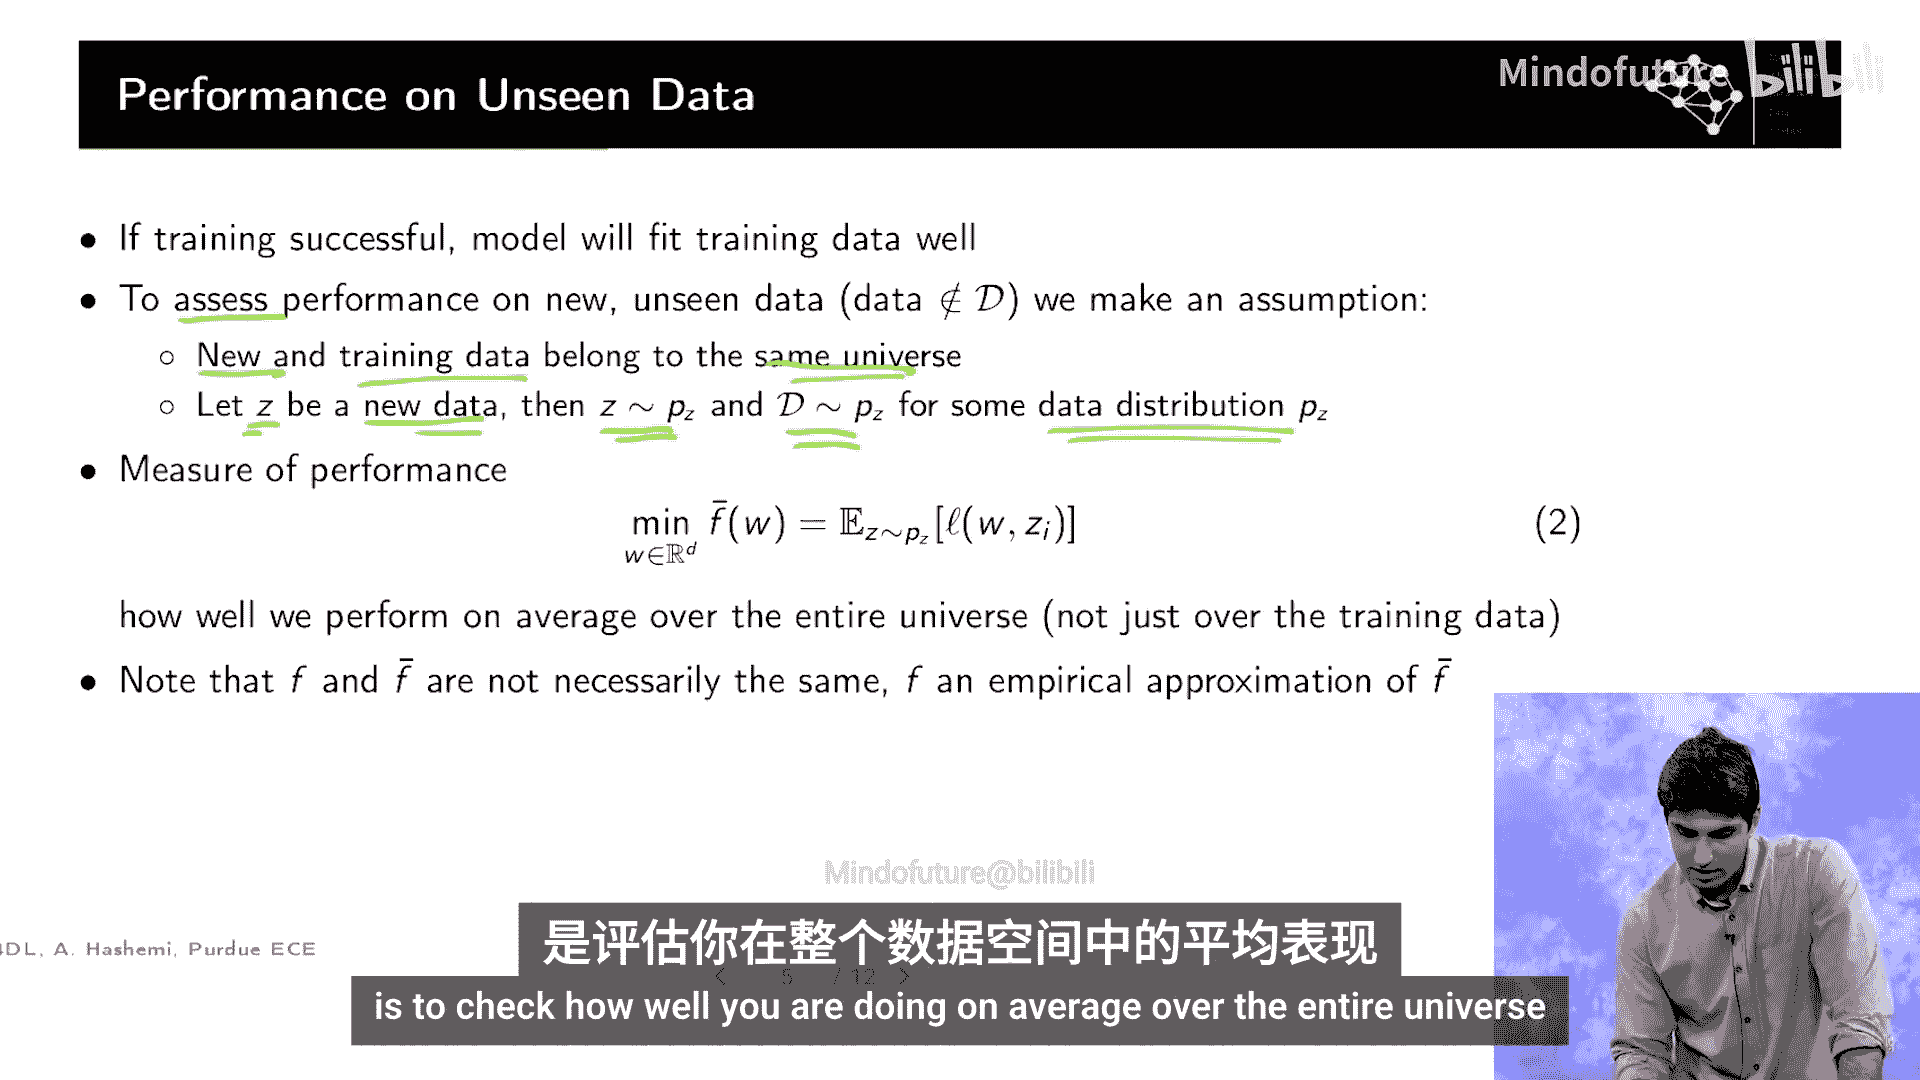 Performance on Unseen Data
Mindofuture
bilibili
• If training successful, model will fit training data well
• To assess performance on new, unseen data (data ∉ 𝒟) we make an assumption:
◦ New and training data belong to the same universe
◦ Let z be a new data, then z ∼ p_z and 𝒟 ∼ p_z for some data distribution p_z
• Measure of performance
min_{w∈ℝ^d} f̄(w) = 𝔼_{z∼p_z}[ℓ(w, z_i)] (2)
how well we perform on average over the entire universe (not just over the training data)
• Note that f and f̄ are not necessarily the same, f an empirical approximation of f̄
Mindofuture@bilibili
DL, A. Hashemi, Purdue ECE
是评估你在整个数据空间中的平均表现
< 5 / 12 >
is to check how well you are doing on average over the entire universe